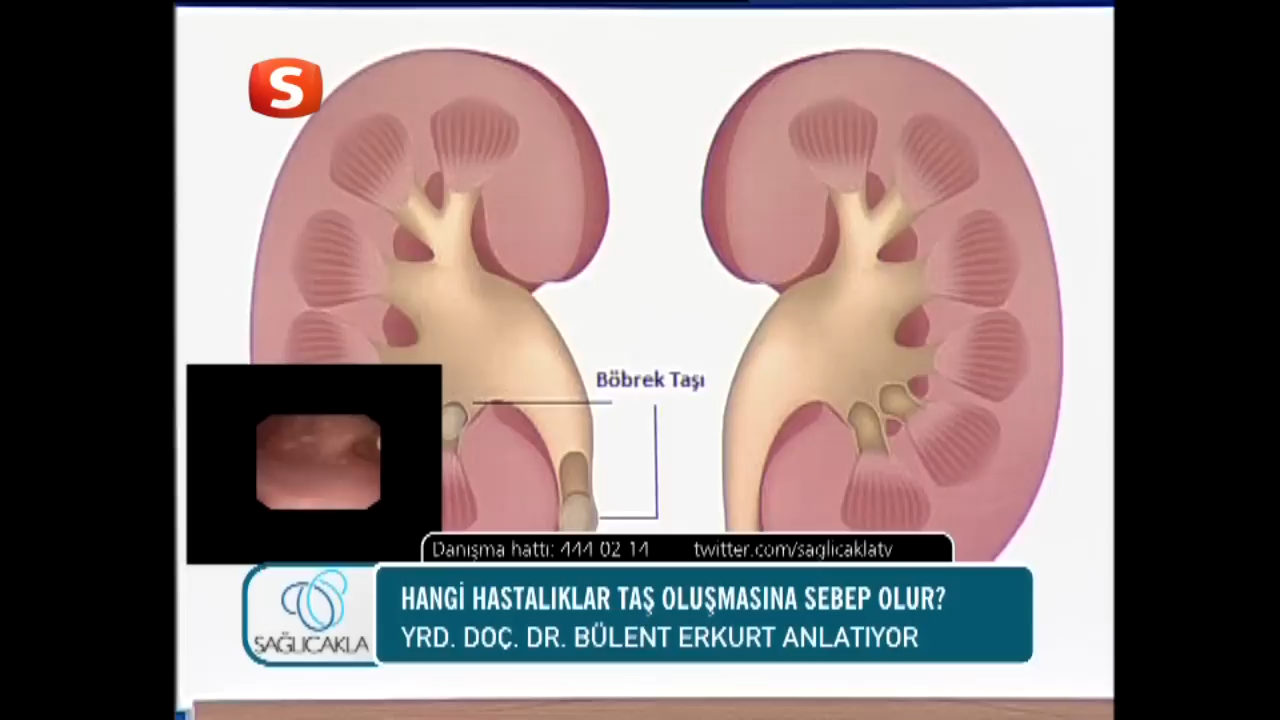 S
Böbrek Taşı
Danışma hattı: 444 02 14 twitter.com/saglicaklatv
HANGİ HASTALIKLAR TAŞ OLUŞMASINA SEBEP OLUR?
SAĞLICAKLA
YRD. DOÇ. DR. BÜLENT ERKURT ANLATIYOR